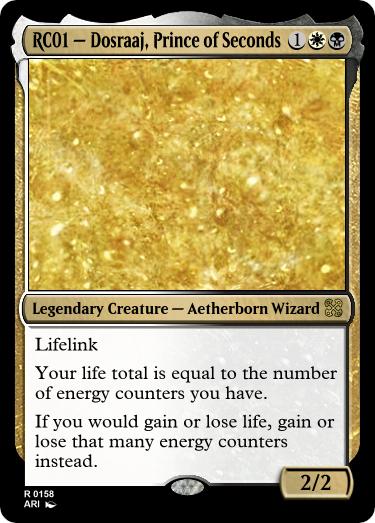 RC01 — Dosraaj, Prince of Seconds 1
Legendary Creature — Aetherborn Wizard
Lifelink
Your life total is equal to the number
of energy counters you have.
If you would gain or lose life, gain or
lose that many energy counters
instead.
2/2
R 0158
ARI